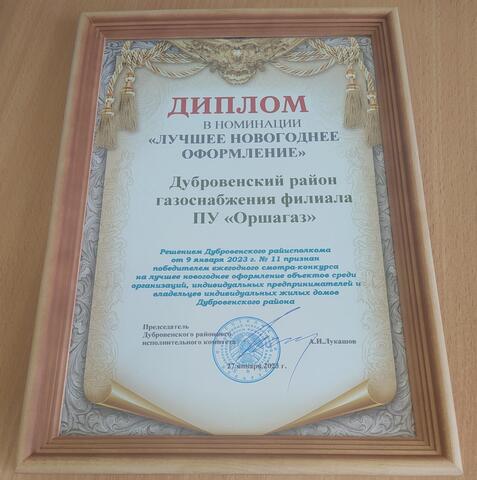 ДИПЛОМ
В НОМИНАЦИИ
«ЛУЧШЕЕ НОВОГОДНЕЕ
ОФОРМЛЕНИЕ»
Дубровенский район
газоснабжения филиала
ПУ «Оршагаз»
Решением Дубровенского райисполкома
от 9 января 2023 г. № 11 признан
победителем ежегодного смотра-конкурса
на лучшее новогоднее оформление объектов среди
организаций, индивидуальных предпринимателей и
владельцев индивидуальных жилых домов
Дубровенского района
Председатель
Дубровенского районного
исполнительного комитета А.И.Лукашов
27 января 2023 г.